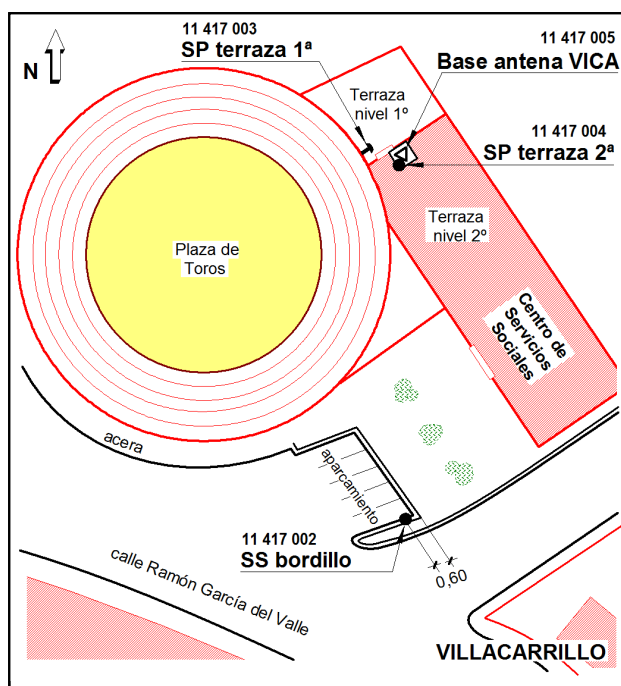 11 417 003
SP terraza 1ª
11 417 005
Base antena VICA
N
Terraza
nivel 1º
11 417 004
SP terraza 2ª
Terraza
nivel 2º
Plaza de
Toros
Centro de
Servicios
Sociales
acera
aparcamiento
11 417 002
SS bordillo
0,60
calle Ramón García del Valle
VILLACARRILLO